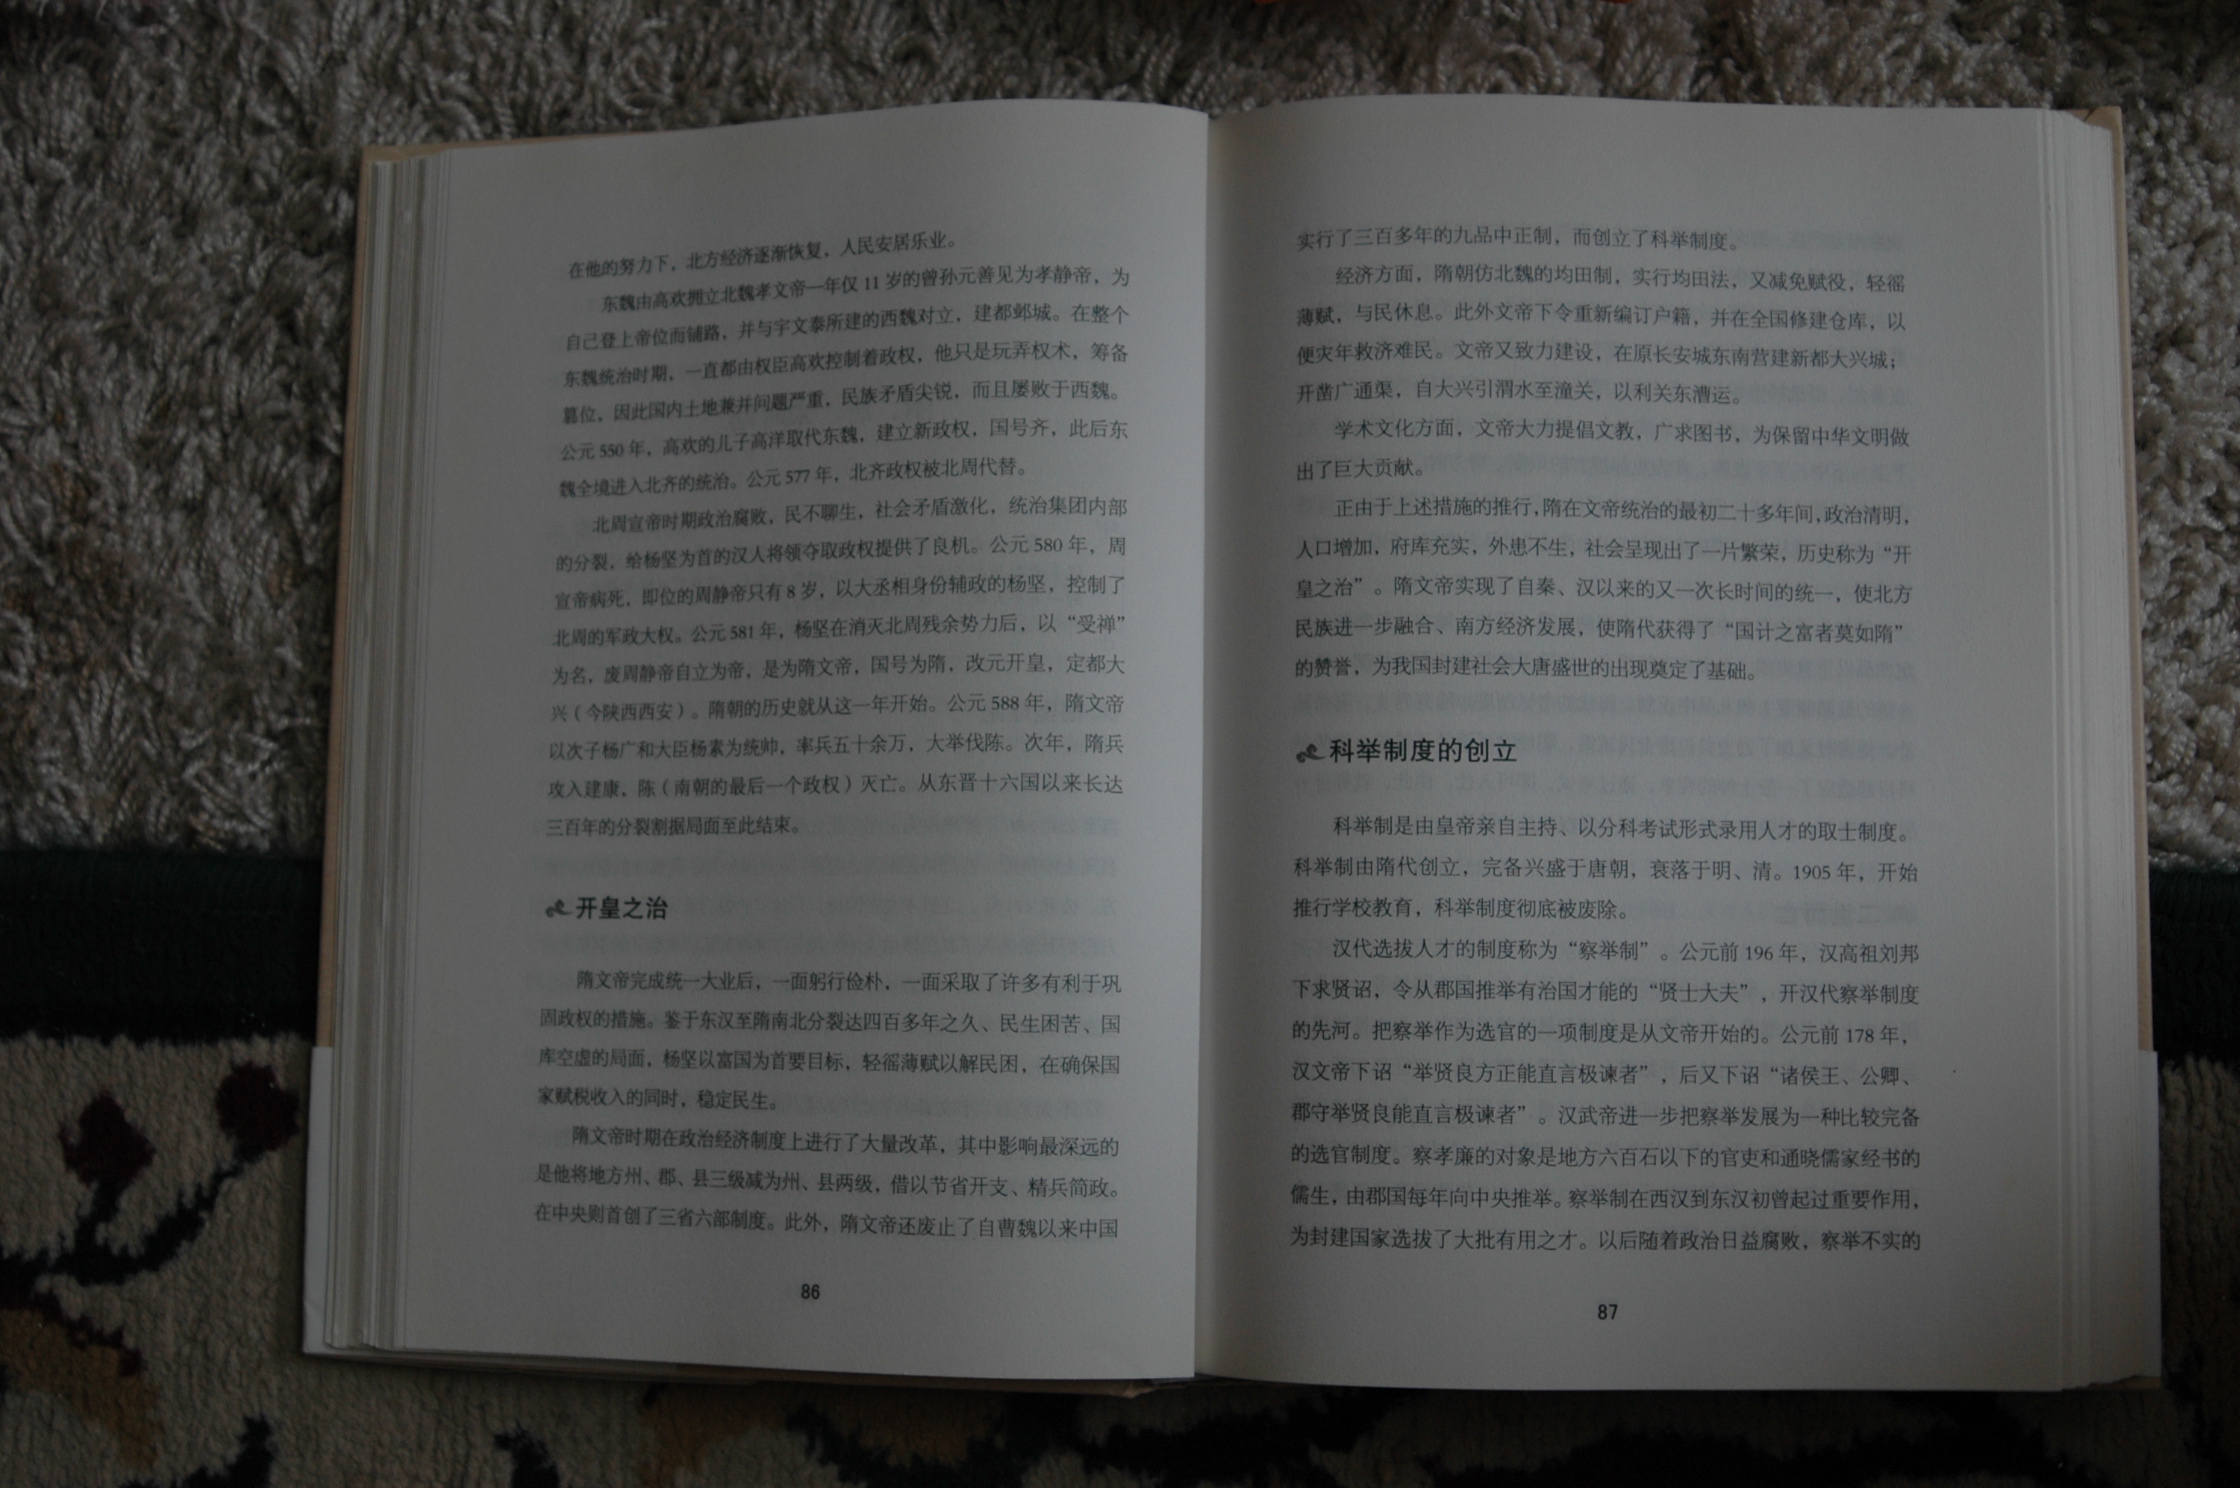 在他的努力下，北方经济逐渐恢复，人民安居乐业。
东魏由高欢拥立北魏孝文帝—年仅 11 岁的曾孙元善见为孝静帝，为
自己登上帝位而铺路，并与宇文泰所建的西魏对立，建都邺城。在整个
东魏统治时期，一直都由权臣高欢控制着政权，他只是玩弄权术，筹备
篡位，因此国内土地兼并问题严重，民族矛盾尖锐，而且屡败于西魏。
公元 550 年，高欢的儿子高洋取代东魏，建立新政权，国号齐，此后东
魏全境进入北齐的统治。公元 577 年，北齐政权被北周代替。
北周宣帝时期政治腐败，民不聊生，社会矛盾激化，统治集团内部
的分裂，给杨坚为首的汉人将领夺取政权提供了良机。公元 580 年，周
宣帝病死，即位的周静帝只有 8 岁，以大丞相身份辅政的杨坚，控制了
北周的军政大权。公元 581 年，杨坚在消灭北周残余势力后，以“受禅”
为名，废周静帝自立为帝，是为隋文帝，国号为隋，改元开皇，定都大
兴（今陕西西安）。隋朝的历史就从这一年开始。公元 588 年，隋文帝
以次子杨广和大臣杨素为统帅，率兵五十余万，大举伐陈。次年，隋兵
攻入建康，陈（南朝的最后一个政权）灭亡。从东晋十六国以来长达
三百年的分裂割据局面至此结束。
开皇之治
隋文帝完成统一大业后，一面躬行俭朴，一面采取了许多有利于巩
固政权的措施。鉴于东汉至隋南北分裂达四百多年之久、民生困苦、国
库空虚的局面，杨坚以富国为首要目标，轻徭薄赋以解民困，在确保国
家赋税收入的同时，稳定民生。
隋文帝时期在政治经济制度上进行了大量改革，其中影响最深远的
是他将地方州、郡、县三级减为州、县两级，借以节省开支、精兵简政。
在中央则首创了三省六部制度。此外，隋文帝还废止了自曹魏以来中国
86
实行了三百多年的九品中正制，而创立了科举制度。
经济方面，隋朝仿北魏的均田制，实行均田法，又减免赋役，轻徭
薄赋，与民休息。此外文帝下令重新编订户籍，并在全国修建仓库，以
便灾年救济难民。文帝又致力建设，在原长安城东南营建新都大兴城；
开凿广通渠，自大兴引渭水至潼关，以利关东漕运。
学术文化方面，文帝大力提倡文教，广求图书，为保留中华文明做
出了巨大贡献。
正由于上述措施的推行，隋在文帝统治的最初二十多年间，政治清明，
人口增加，府库充实，外患不生，社会呈现出了一片繁荣，历史称为“开
皇之治”。隋文帝实现了自秦、汉以来的又一次长时间的统一，使北方
民族进一步融合、南方经济发展，使隋代获得了“国计之富者莫如隋”
的赞誉，为我国封建社会大唐盛世的出现奠定了基础。
科举制度的创立
科举制是由皇帝亲自主持、以分科考试形式录用人才的取士制度。
科举制由隋代创立，完备兴盛于唐朝，衰落于明、清。1905 年，开始
推行学校教育，科举制度彻底被废除。
汉代选拔人才的制度称为“察举制”。公元前 196 年，汉高祖刘邦
下求贤诏，令从郡国推举有治国才能的“贤士大夫”，开汉代察举制度
的先河。把察举作为选官的一项制度是从文帝开始的。公元前 178 年，
汉文帝下诏“举贤良方正能直言极谏者”，后又下诏“诸侯王、公卿、
郡守举贤良能直言极谏者”。汉武帝进一步把察举发展为一种比较完备
的选官制度。察孝廉的对象是地方六百石以下的官吏和通晓儒家经书的
儒生，由郡国每年向中央推举。察举制在西汉到东汉初曾起过重要作用，
为封建国家选拔了大批有用之才。以后随着政治日益腐败，察举不实的
87